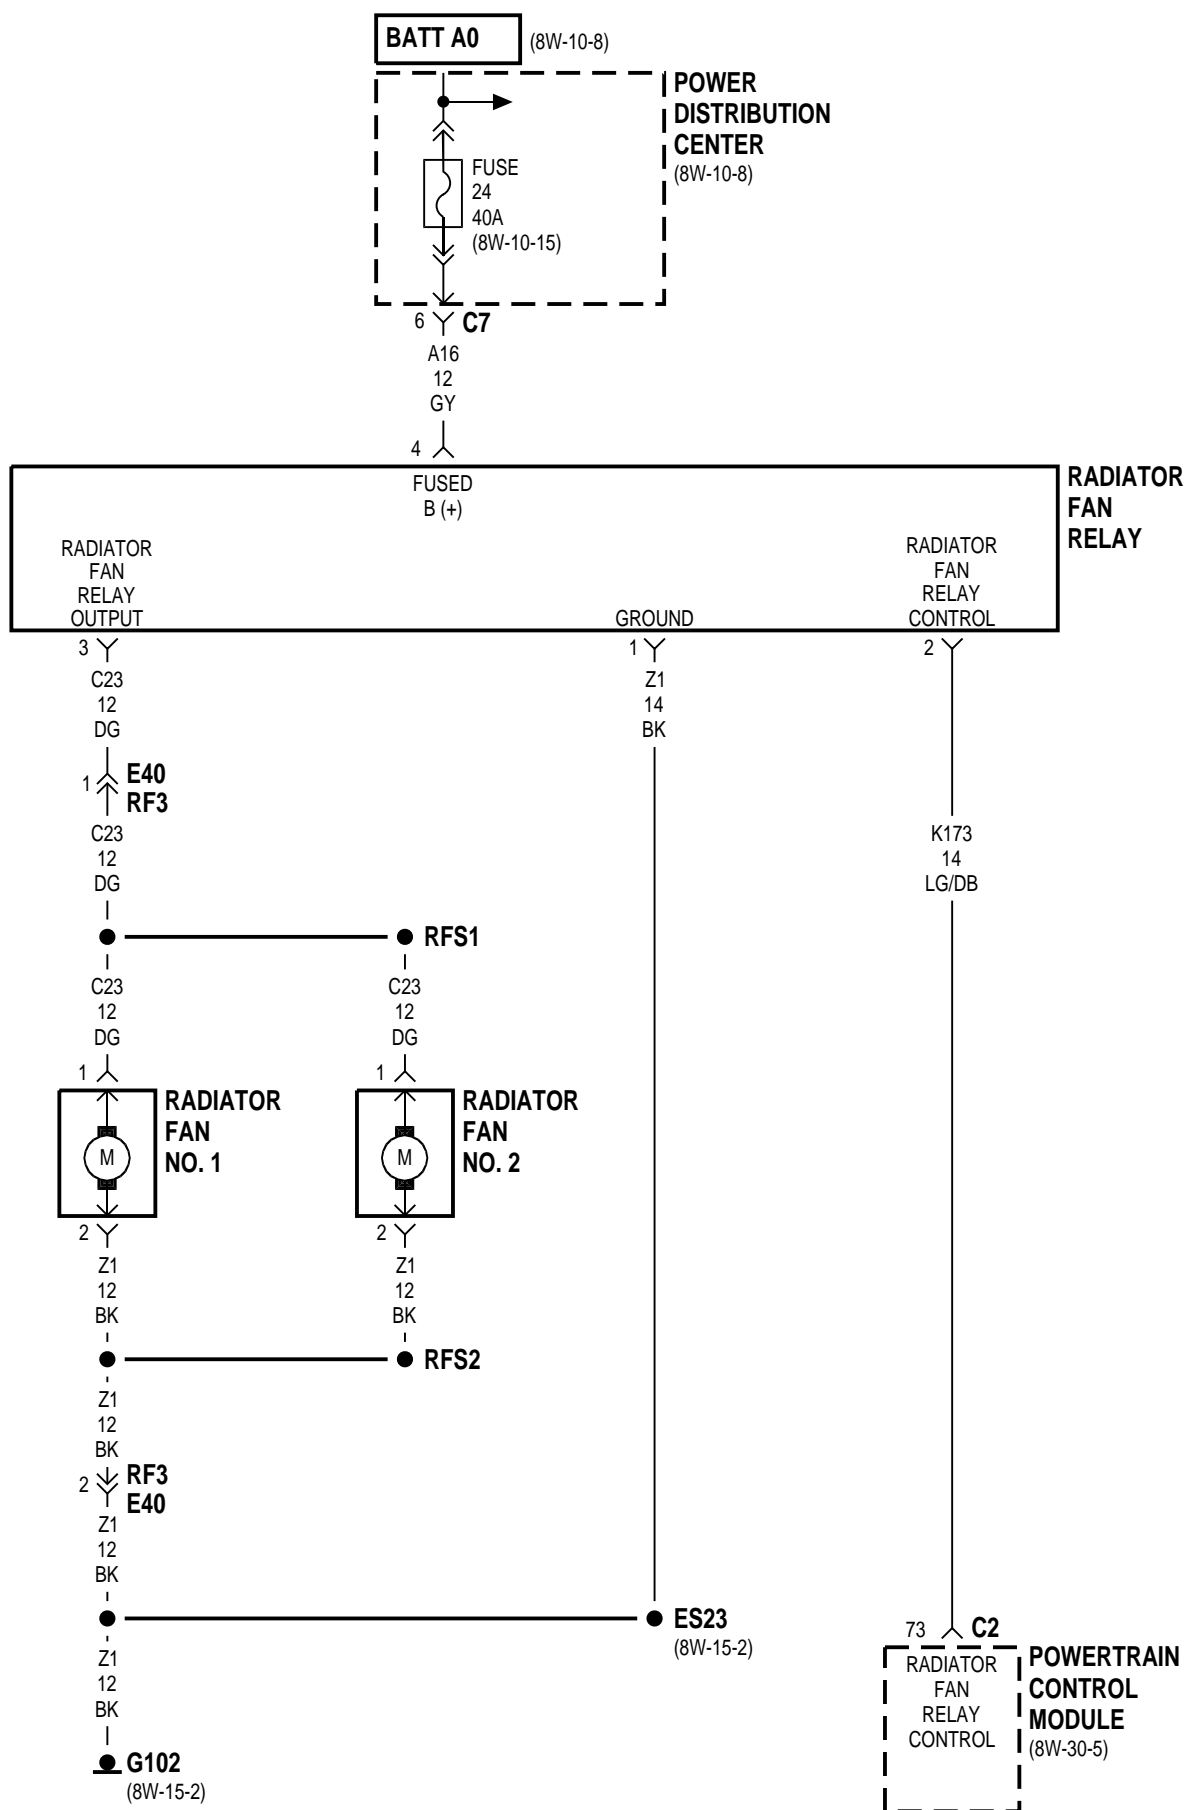 BATT A0
(8W-10-8)
POWER
DISTRIBUTION
CENTER
(8W-10-8)
FUSE
24
40A
(8W-10-15)
6
C7
A16
12
GY
4
FUSED
B (+)
RADIATOR
FAN
RELAY
RADIATOR
FAN
RELAY
OUTPUT
GROUND
RADIATOR
FAN
RELAY
CONTROL
3
1
2
C23
12
DG
Z1
14
BK
1
E40
RF3
C23
12
DG
K173
14
LG/DB
RFS1
C23
12
DG
C23
12
DG
1
RADIATOR
FAN
NO. 1
M
1
RADIATOR
FAN
NO. 2
M
2
2
Z1
12
BK
Z1
12
BK
RFS2
Z1
12
BK
2
RF3
E40
Z1
12
BK
ES23
(8W-15-2)
Z1
12
BK
G102
(8W-15-2)
73
C2
RADIATOR
FAN
RELAY
CONTROL
POWERTRAIN
CONTROL
MODULE
(8W-30-5)